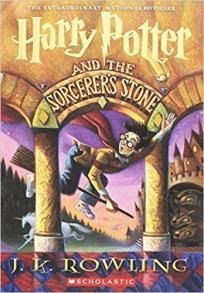 THE EXTRAORDINARY NATIONAL BESTSELLER
Harry Potter
AND THE
SORCERER'S STONE
J. K. ROWLING
SCHOLASTIC